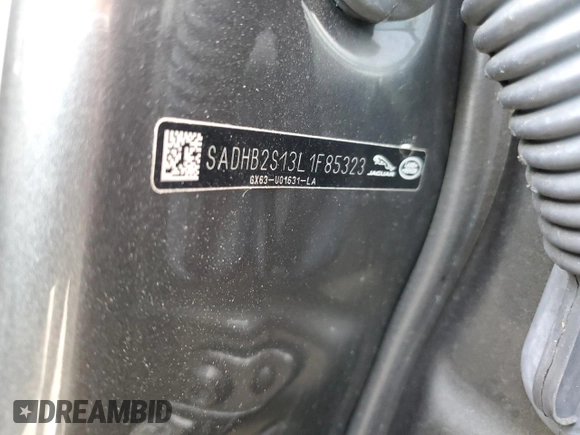 SADHB2S13L1F85323
JAGUAR
GX63-U01631-LA
DREAMBID